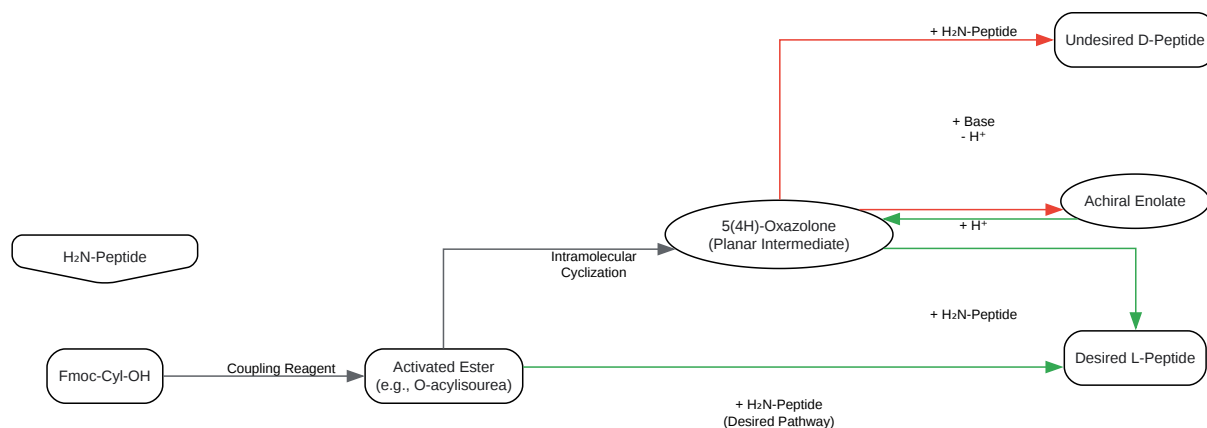 + H₂N-Peptide
Undesired D-Peptide
+ Base
- H⁺
Achiral Enolate
5(4H)-Oxazolone
(Planar Intermediate)
+ H⁺
H₂N-Peptide
Intramolecular
Cyclization
+ H₂N-Peptide
Fmoc-Cyl-OH
Coupling Reagent
Activated Ester
(e.g., O-acylisourea)
Desired L-Peptide
+ H₂N-Peptide
(Desired Pathway)